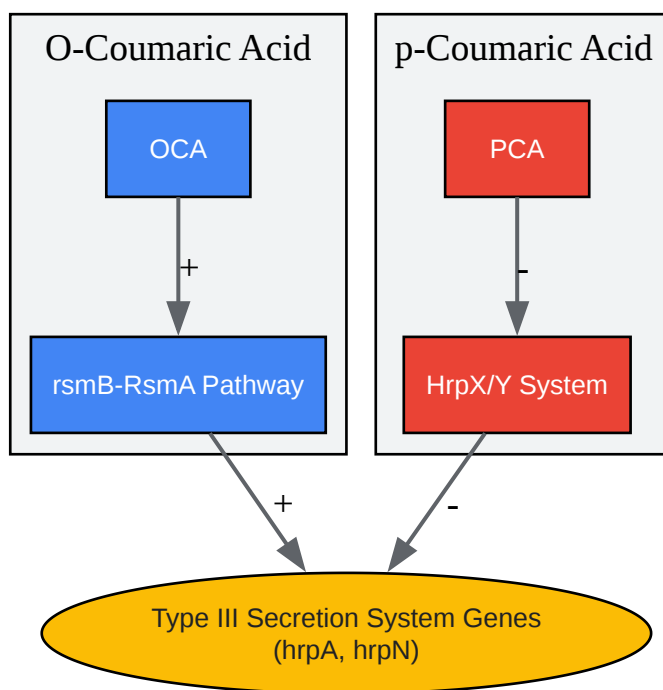 O-Coumaric Acid
p-Coumaric Acid
OCA
PCA
+
-
rsmB-RsmA Pathway
HrpX/Y System
+
-
Type III Secretion System Genes
(hrpA, hrpN)